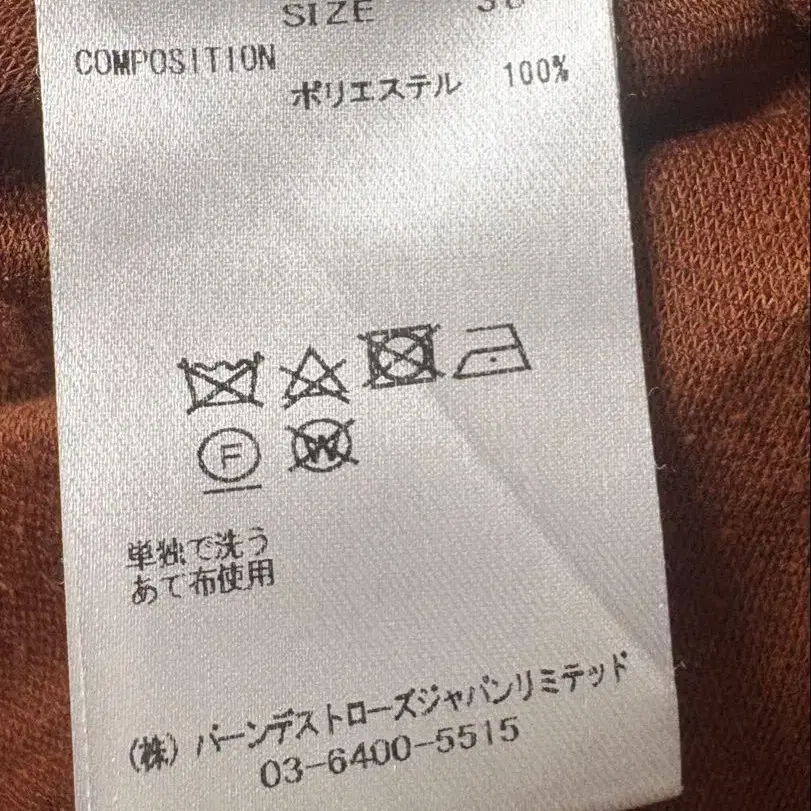 SIZE
COMPOSITION
ポリエステル 100%
F
W
単独で洗う
あて布使用
(株) バーンデストローズジャパンリミテッド
03-6400-5515